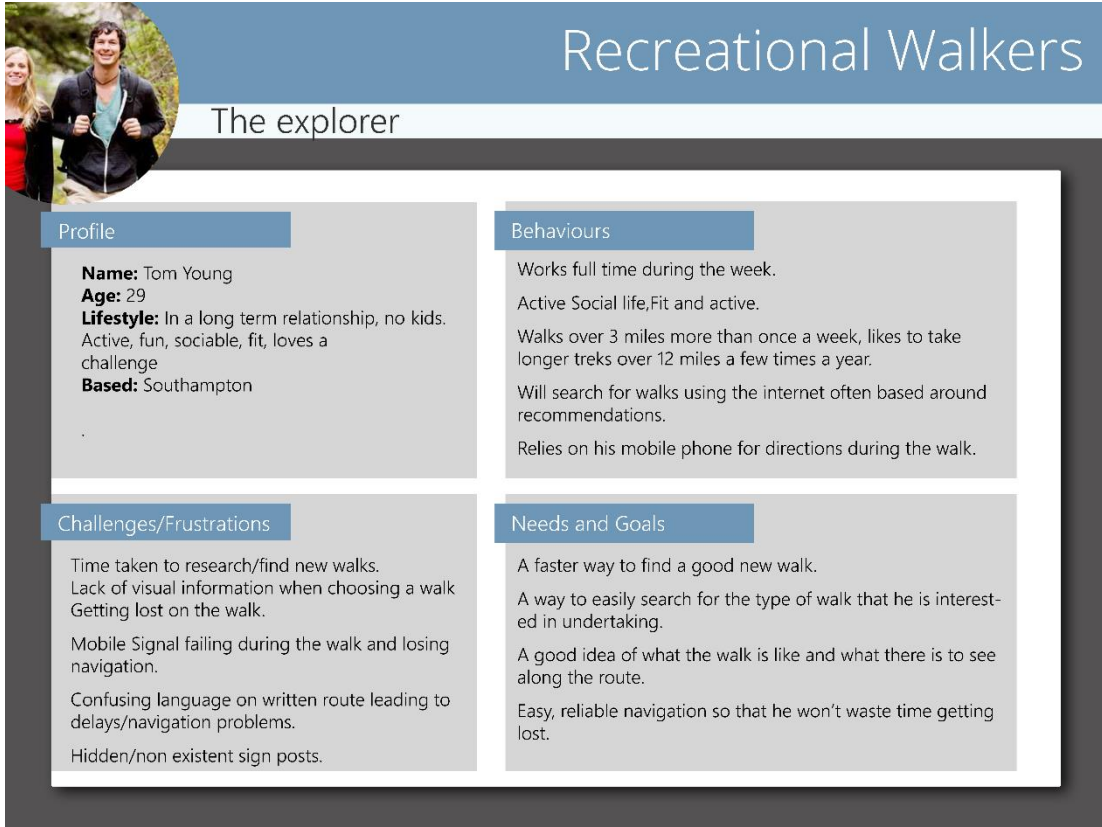 Recreational Walkers
The explorer
Profile
Name: Tom Young
Age: 29
Lifestyle: In a long term relationship, no kids.
Active, fun, sociable, fit, loves a
challenge
Based: Southampton
.
Behaviours
Works full time during the week.
Active Social life,Fit and active.
Walks over 3 miles more than once a week, likes to take
longer treks over 12 miles a few times a year.
Will search for walks using the internet often based around
recommendations.
Relies on his mobile phone for directions during the walk.
Challenges/Frustrations
Time taken to research/find new walks.
Lack of visual information when choosing a walk
Getting lost on the walk.
Mobile Signal failing during the walk and losing
navigation.
Confusing language on written route leading to
delays/navigation problems.
Hidden/non existent sign posts.
Needs and Goals
A faster way to find a good new walk.
A way to easily search for the type of walk that he is interest-
ed in undertaking.
A good idea of what the walk is like and what there is to see
along the route.
Easy, reliable navigation so that he won't waste time getting
lost.